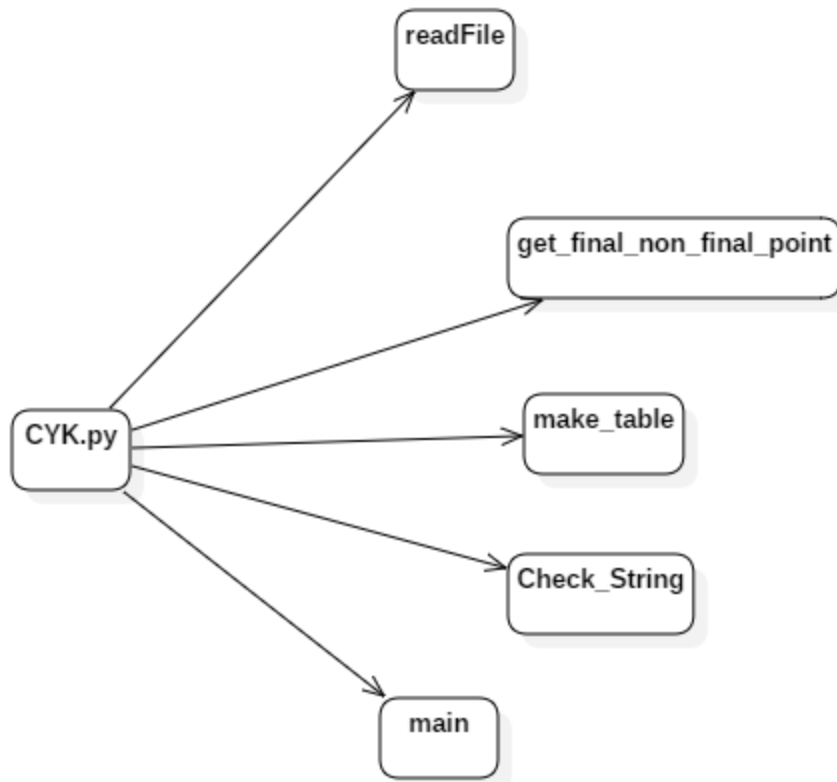 readFile
get_final_non_final_point
CYK.py
make_table
Check_String
main